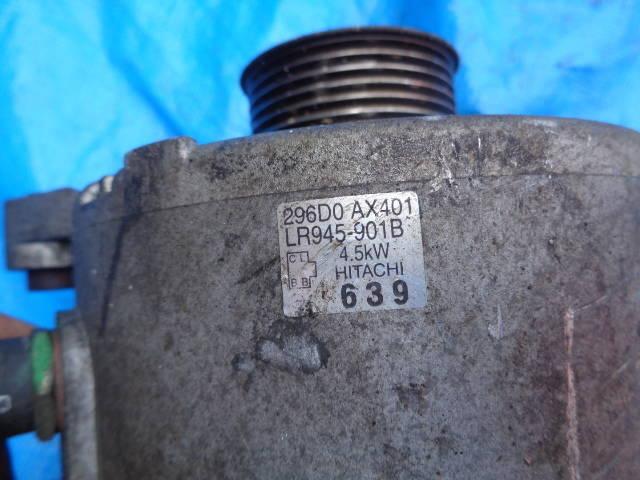 296D0 AX401
LR945-901B
C L 4.5kW
B B HITACHI
639